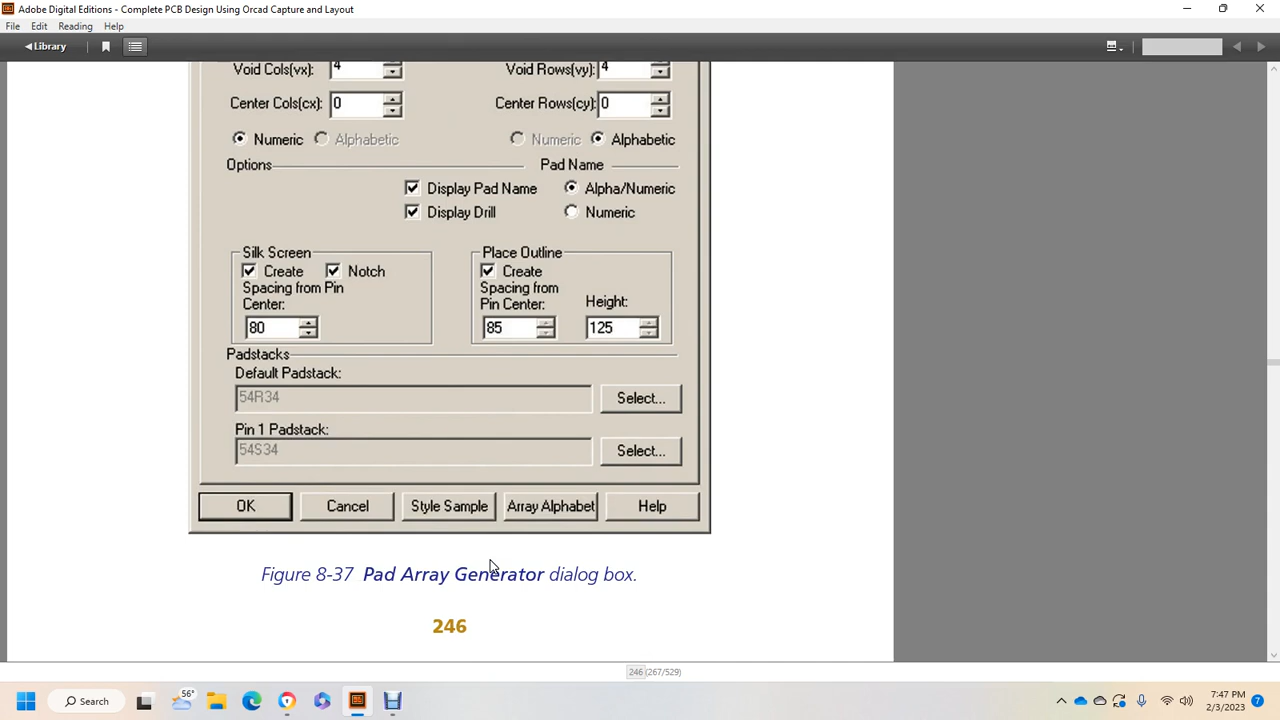 Adobe Digital Editions - Complete PCB Design Using Orcad Capture and Layout
File Edit Reading Help
Library
Void Cols(vx): 4 Void Rows(vy): 4
Center Cols(cx): 0 Center Rows(cy): 0
Numeric Alphabetic Numeric Alphabetic
Options Pad Name
Display Pad Name Alpha/Numeric
Display Drill Numeric
Silk Screen Place Outline
Create Notch Create
Spacing from Pin Spacing from Height:
Center: Pin Center:
80 85 125
Padstacks
Default Padstack:
54R34 Select...
Pin 1 Padstack:
54S34 Select...
OK Cancel Style Sample Array Alphabet Help
Figure 8-37 Pad Array Generator dialog box.
246
246 (267/529)
Search 56° 7:47 PM
2/3/2023 7